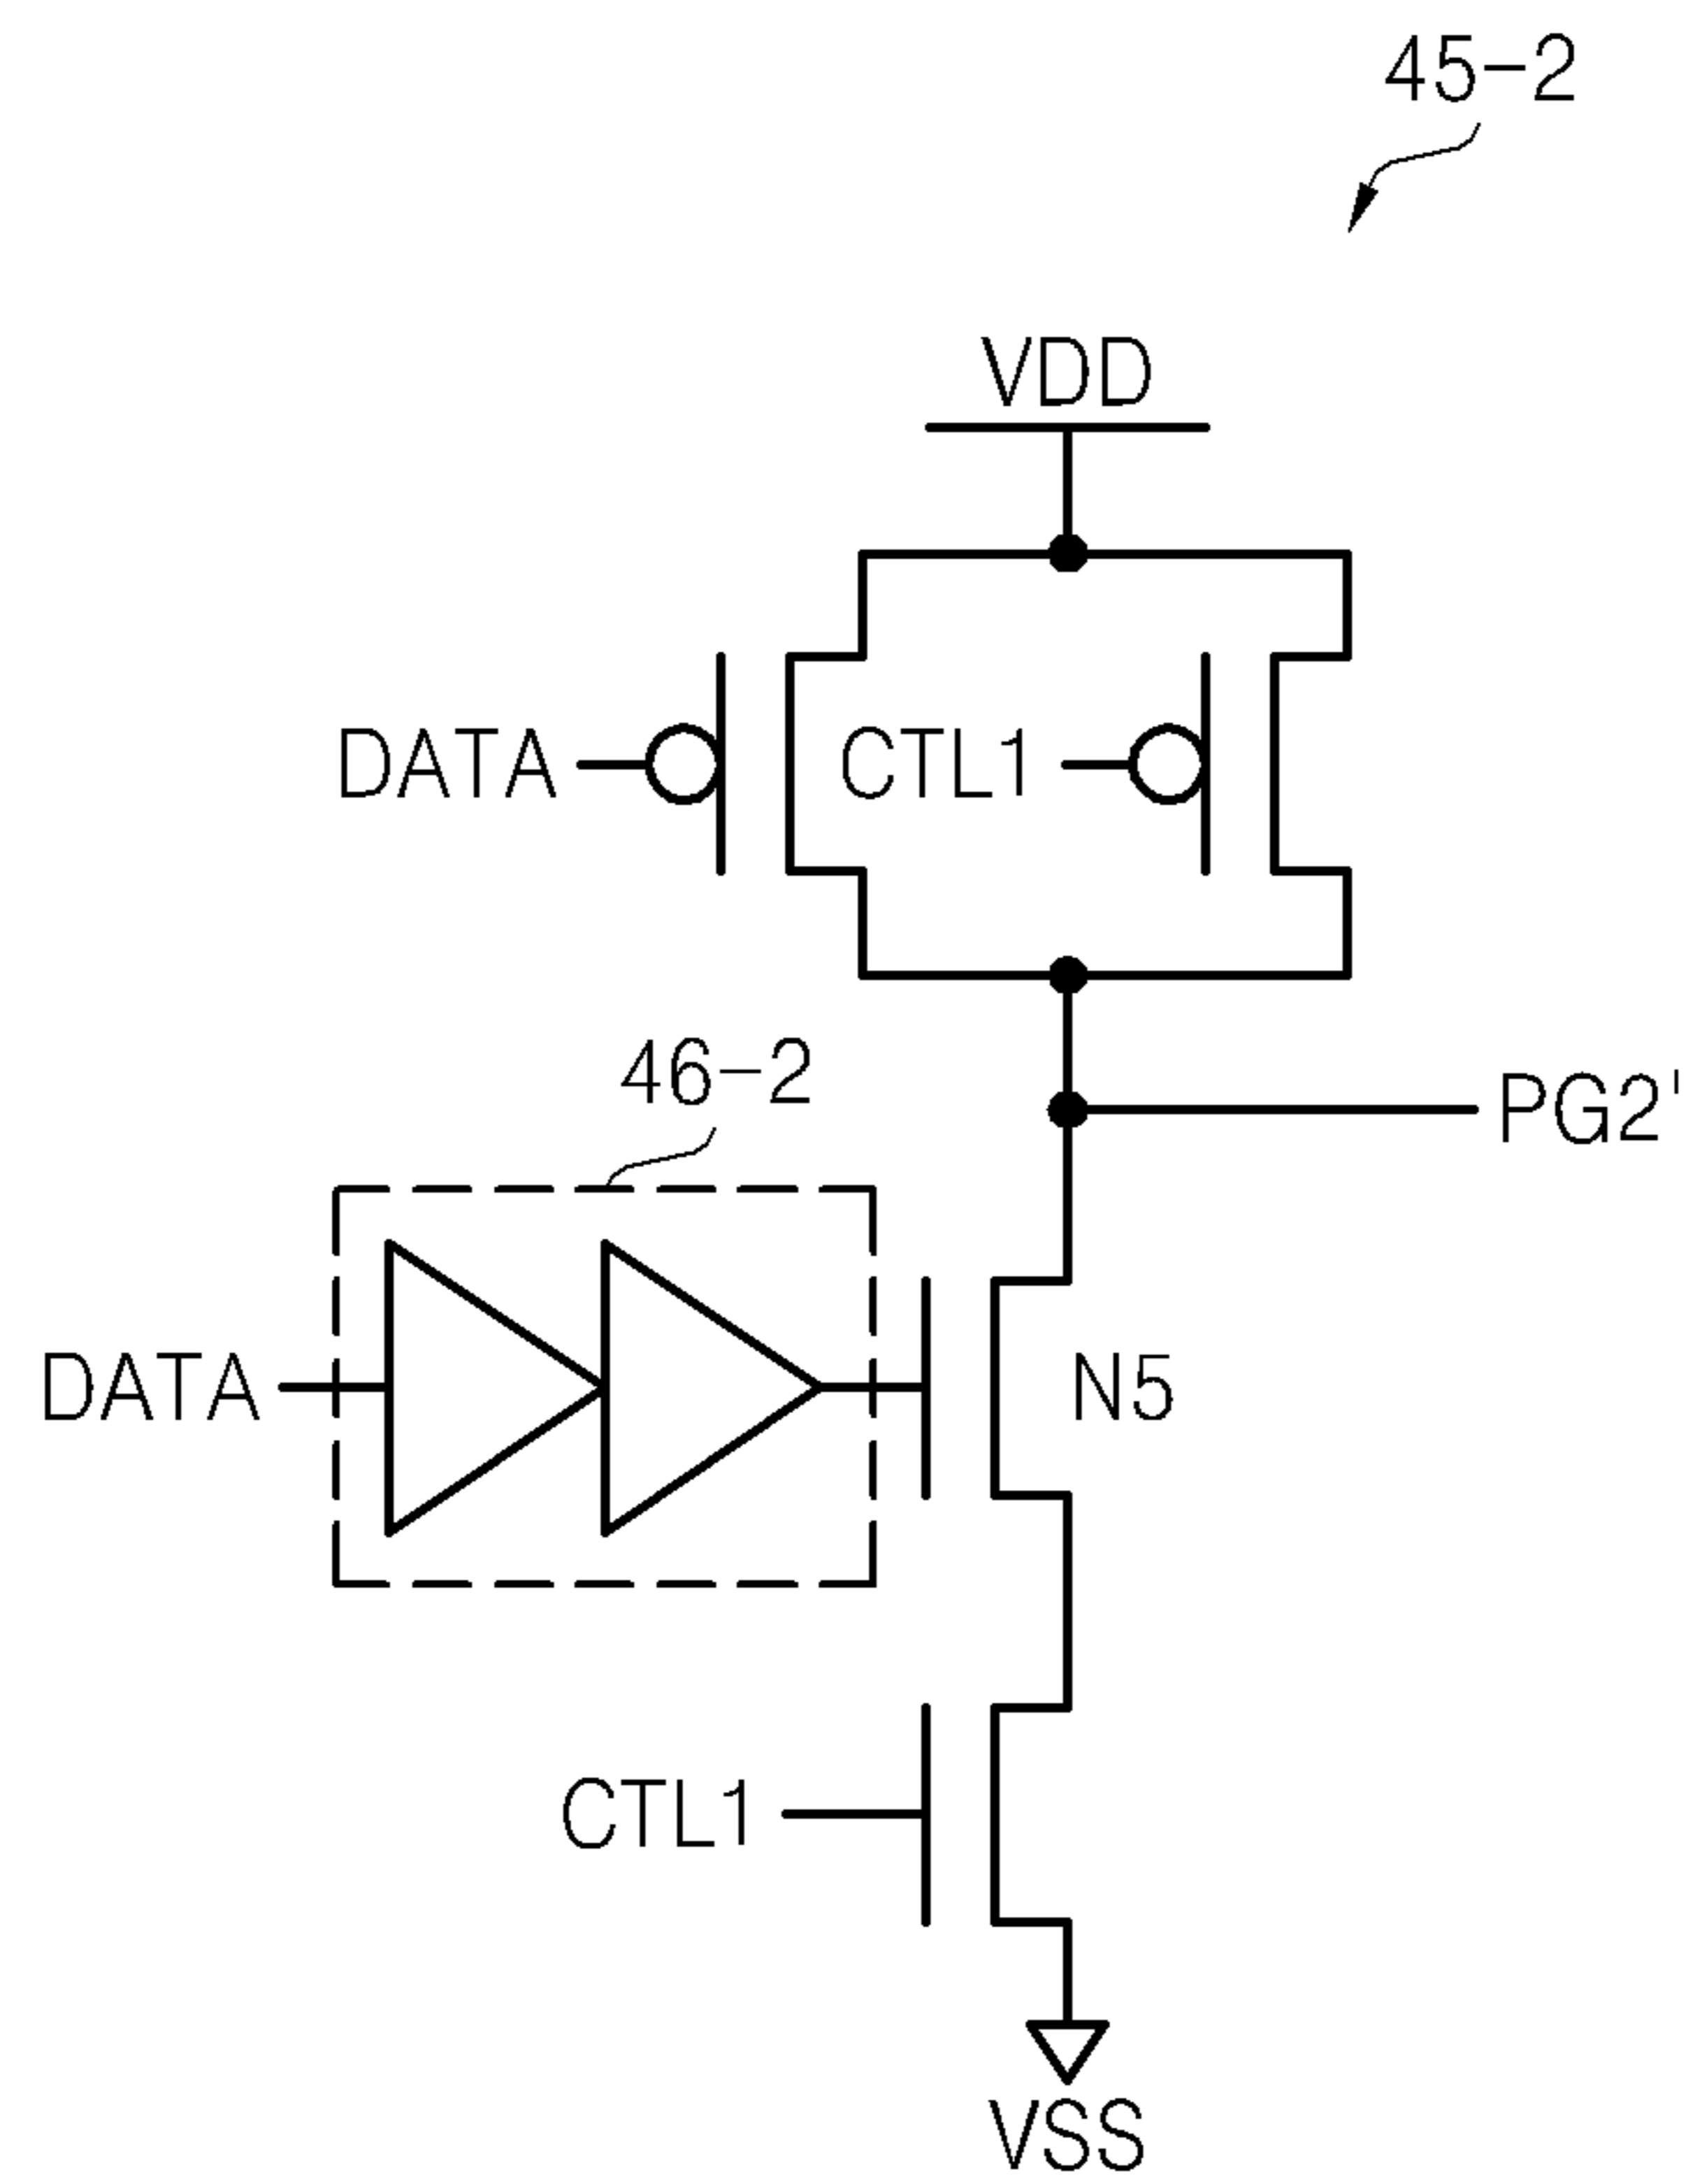 45-2
VDD
DATA
CTL1
46-2
PG2'
DATA
N5
CTL1
VSS